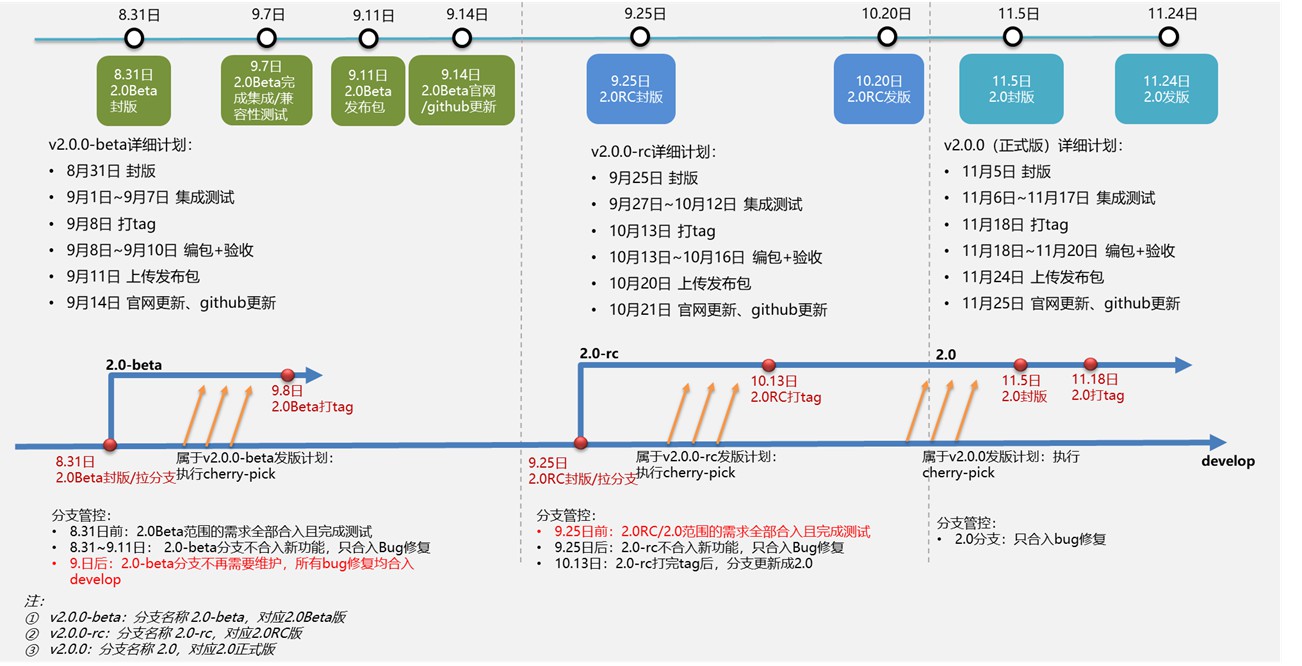 8.31日
9.7日
9.11日
9.14日
9.25日
10.20日
11.5日
11.24日
8.31日
2.0Beta
封版
9.7日
2.0Beta完
成集成/兼
容性测试
9.11日
2.0Beta
发布包
9.14日
2.0Beta官网
/github更新
9.25日
2.0RC封版
10.20日
2.0RC发版
11.5日
2.0封版
11.24日
2.0发版
v2.0.0-beta详细计划：
• 8月31日 封版
• 9月1日~9月7日 集成测试
• 9月8日 打tag
• 9月8日~9月10日 编包+验收
• 9月11日 上传发布包
• 9月14日 官网更新、github更新
v2.0.0-rc详细计划：
• 9月25日 封版
• 9月27日~10月12日 集成测试
• 10月13日 打tag
• 10月13日~10月16日 编包+验收
• 10月20日 上传发布包
• 10月21日 官网更新、github更新
v2.0.0（正式版）详细计划：
• 11月5日 封版
• 11月6日~11月17日 集成测试
• 11月18日 打tag
• 11月18日~11月20日 编包+验收
• 11月24日 上传发布包
• 11月25日 官网更新、github更新
2.0-beta
9.8日
2.0Beta打tag
8.31日
2.0Beta封版/拉分支
属于v2.0.0-beta发版计划：
执行cherry-pick
2.0-rc
10.13日
2.0RC打tag
9.25日
2.0RC封版/拉分支
属于v2.0.0-rc发版计划：
执行cherry-pick
2.0
11.5日
2.0封版
11.18日
2.0打tag
属于v2.0.0发版计划：执行
cherry-pick
develop
分支管控：
• 8.31日前：2.0Beta范围的需求全部合入且完成测试
• 8.31~9.11日： 2.0-beta分支不合入新功能，只合入Bug修复
• 9.日后：2.0-beta分支不再需要维护，所有bug修复均合入
develop
分支管控：
• 9.25日前：2.0RC/2.0范围的需求全部合入且完成测试
• 9.25日后：2.0-rc不合入新功能，只合入Bug修复
• 10.13日：2.0-rc打完tag后，分支更新成2.0
分支管控：
• 2.0分支：只合入bug修复
注：
① v2.0.0-beta：分支名称 2.0-beta，对应2.0Beta版
② v2.0.0-rc：分支名称 2.0-rc，对应2.0RC版
③ v2.0.0：分支名称 2.0，对应2.0正式版